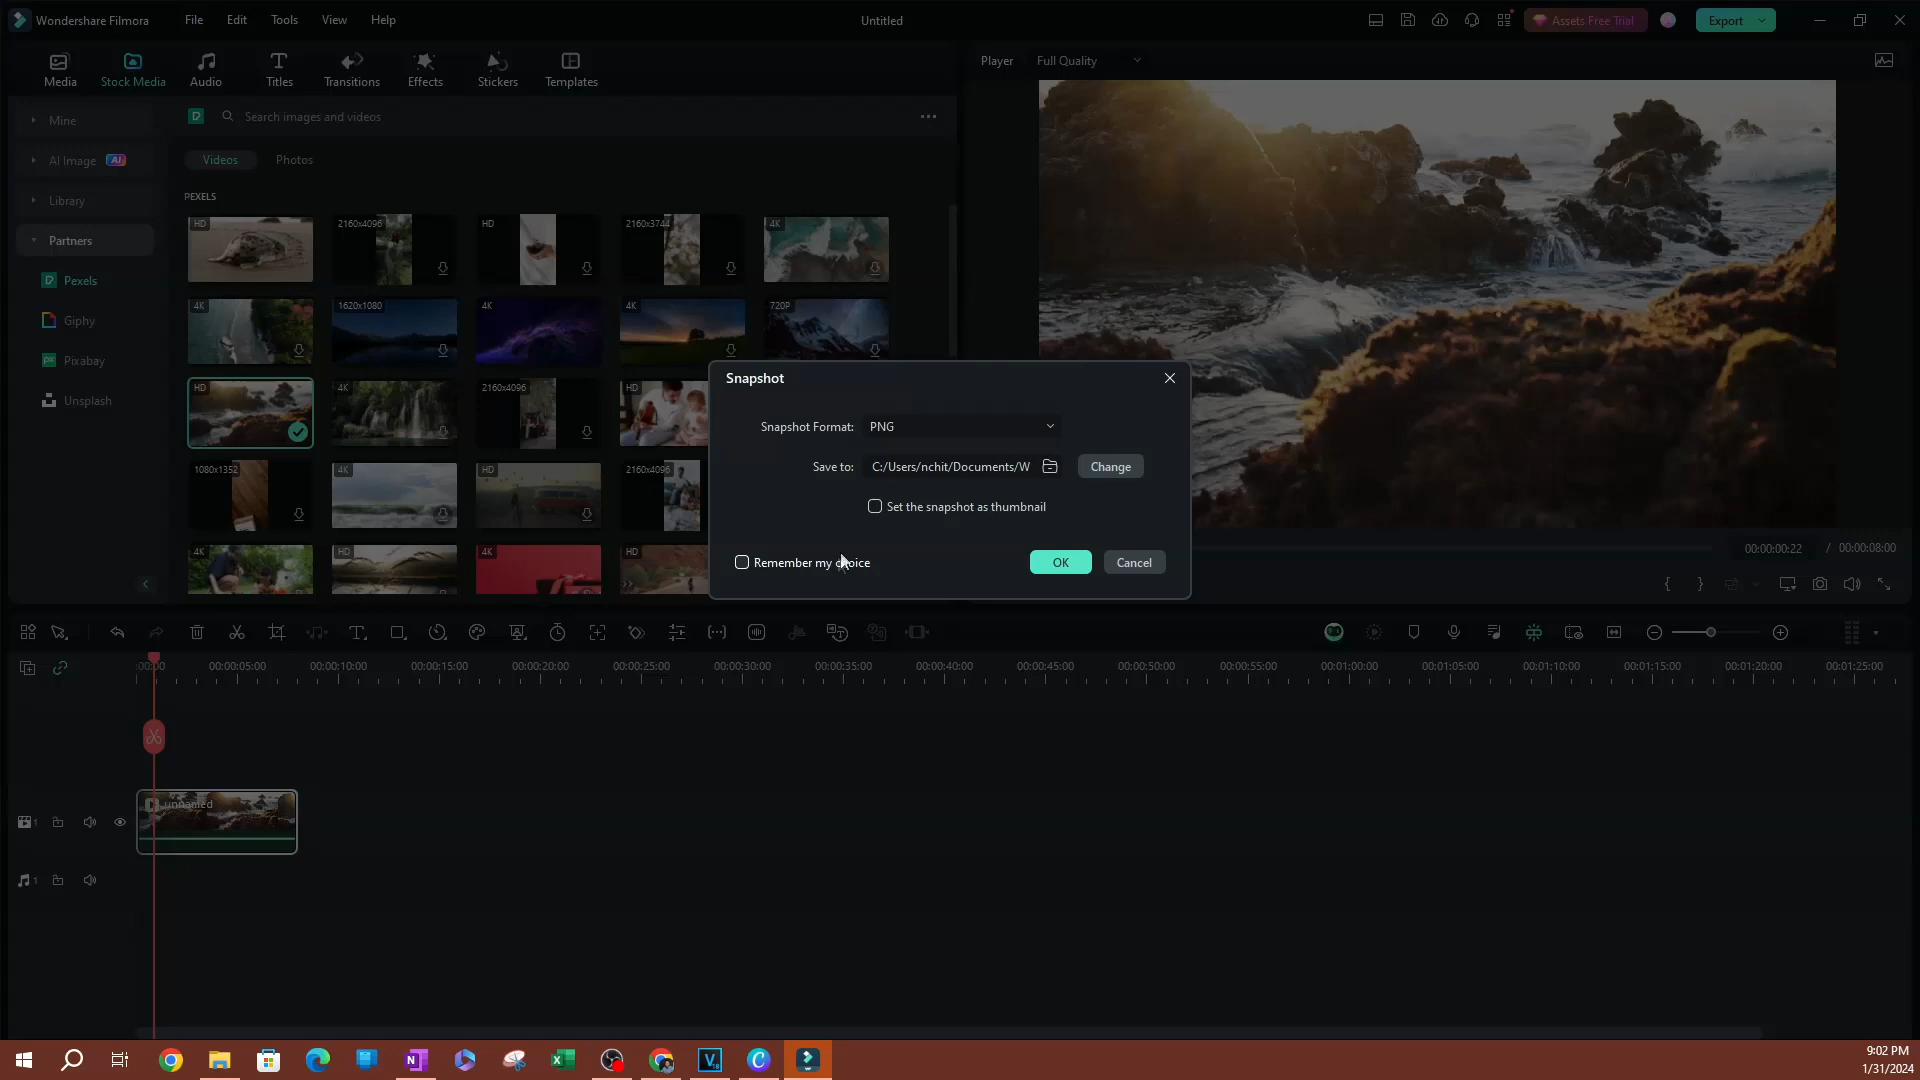 Wondershare Filmora File Edit Tools View Help Untitled Assets Free Trial Export
Media Stock Media Audio Titles Transitions Effects Stickers Templates
Player Full Quality
Mine
AI Image AI
Library
Partners
Pexels
Giphy
Pixabay
Unsplash
Search images and videos
Videos Photos
PEXELS
HD 2160x4096 HD 2160x3744 4K
4K 1620x1080 4K 4K 720P
HD 4K 2160x4096 HD
1080x1352 4K HD 2160x4096
4K HD 4K HD
Snapshot
Snapshot Format: PNG
Save to: C:/Users/nchit/Documents/W Change
Set the snapshot as thumbnail
Remember my choice OK Cancel
00:00:00:22 / 00:00:08:00
:00:00 00:00:05:00 00:00:10:00 00:00:15:00 00:00:20:00 00:00:25:00 00:00:30:00 00:00:35:00 00:00:40:00 00:00:45:00 00:00:50:00 00:00:55:00 00:01:00:00 00:01:05:00 00:01:10:00 00:01:15:00 00:01:20:00 00:01:25:00
unnamed
1
1
9:02 PM
1/31/2024